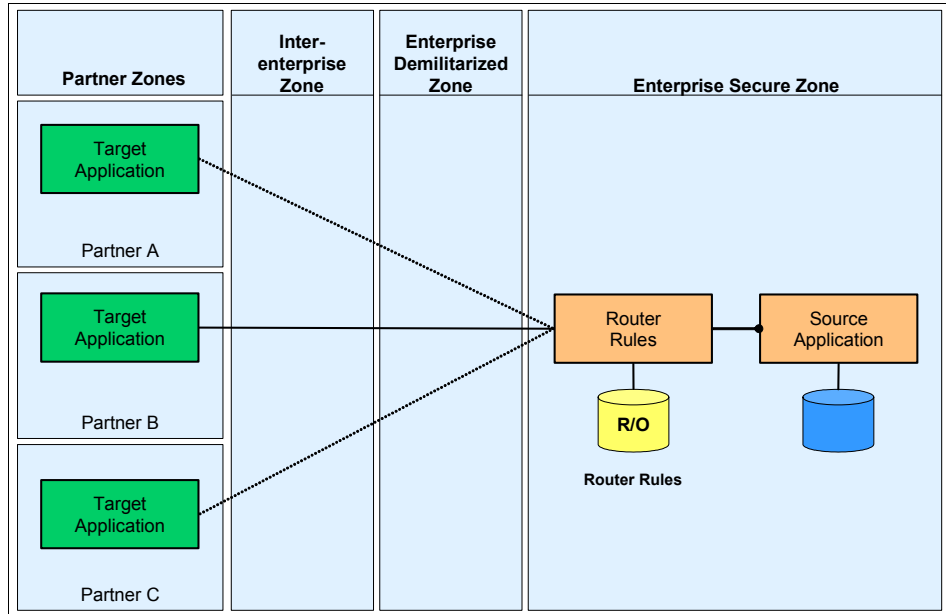 Partner Zones
Inter-
enterprise
Zone
Enterprise
Demilitarized
Zone
Enterprise Secure Zone
Target
Application
Partner A
Target
Application
Partner B
Target
Application
Partner C
Router
Rules
Source
Application
R/O
Router Rules